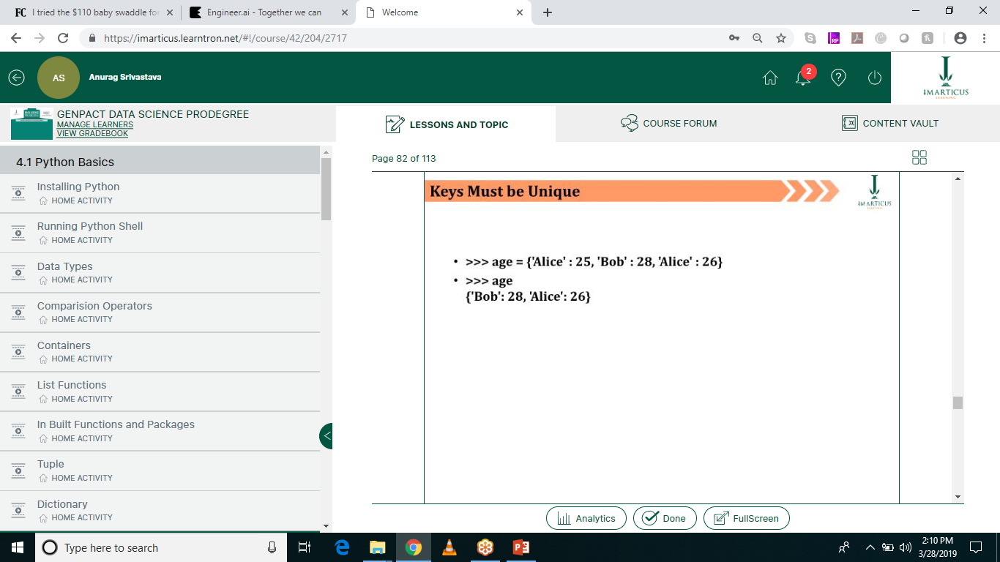 FC I tried the $110 baby swaddle for
Engineer.ai - Together we can
Welcome
https://imarticus.learntron.net/#!/course/42/204/2717
RP
AS
Anurag Srivastava
2
IMARTICUS
LEARNING
GENPACT DATA SCIENCE PRODEGREE
MANAGE LEARNERS
VIEW GRADEBOOK
LESSONS AND TOPIC
COURSE FORUM
CONTENT VAULT
4.1 Python Basics
Installing Python
HOME ACTIVITY
Running Python Shell
HOME ACTIVITY
Data Types
HOME ACTIVITY
Comparision Operators
HOME ACTIVITY
Containers
HOME ACTIVITY
List Functions
HOME ACTIVITY
In Built Functions and Packages
HOME ACTIVITY
Tuple
HOME ACTIVITY
Dictionary
HOME ACTIVITY
Page 82 of 113
Keys Must be Unique
IMARTICUS
LEARNING
• >>> age = {'Alice' : 25, 'Bob' : 28, 'Alice' : 26}
• >>> age
{'Bob': 28, 'Alice': 26}
Analytics
Done
FullScreen
Type here to search
2:10 PM
3/28/2019